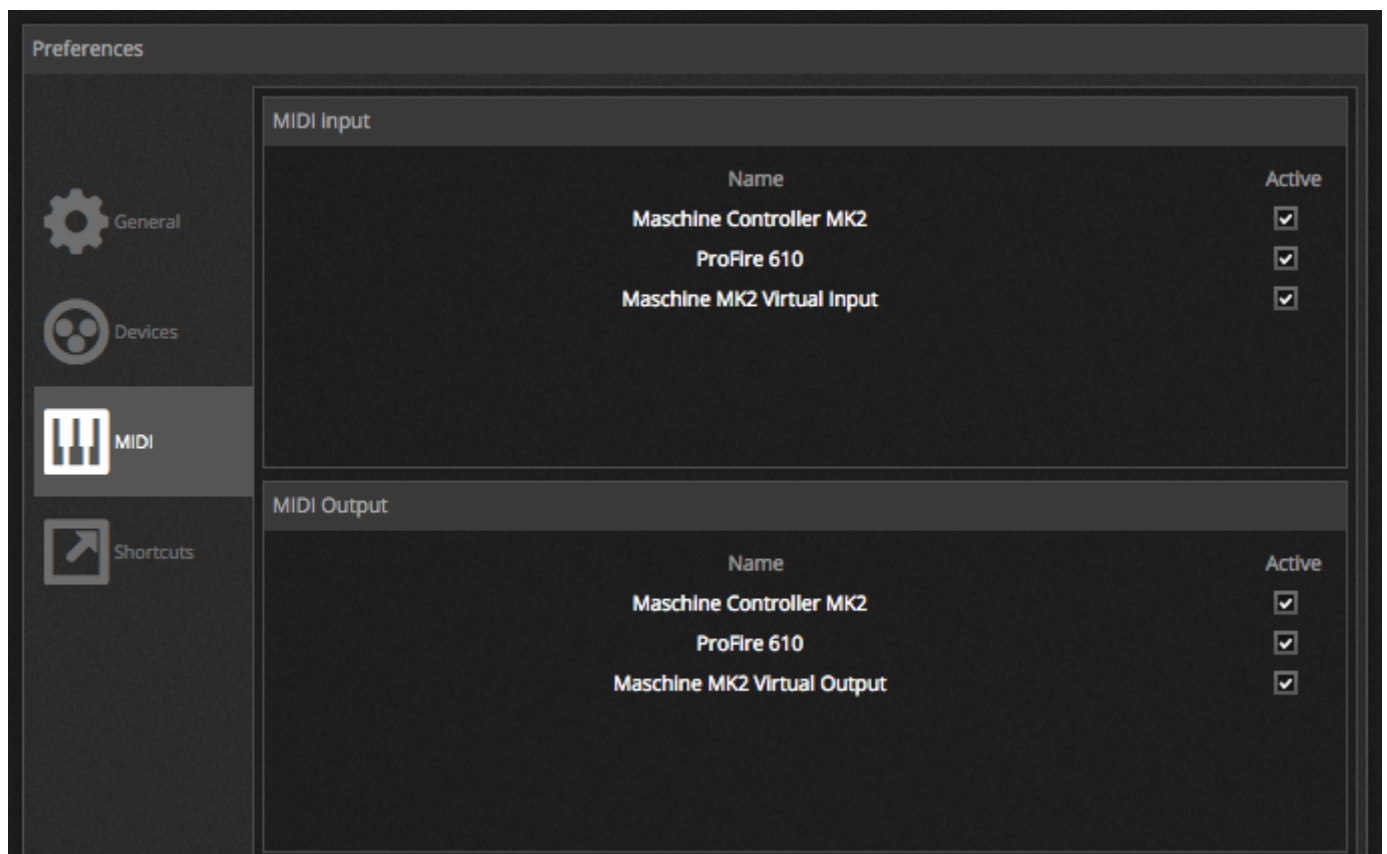 Preferences
General
Devices
MIDI
Shortcuts
MIDI Input
Name Active
Maschine Controller MK2
ProFire 610
Maschine MK2 Virtual Input
MIDI Output
Name Active
Maschine Controller MK2
ProFire 610
Maschine MK2 Virtual Output